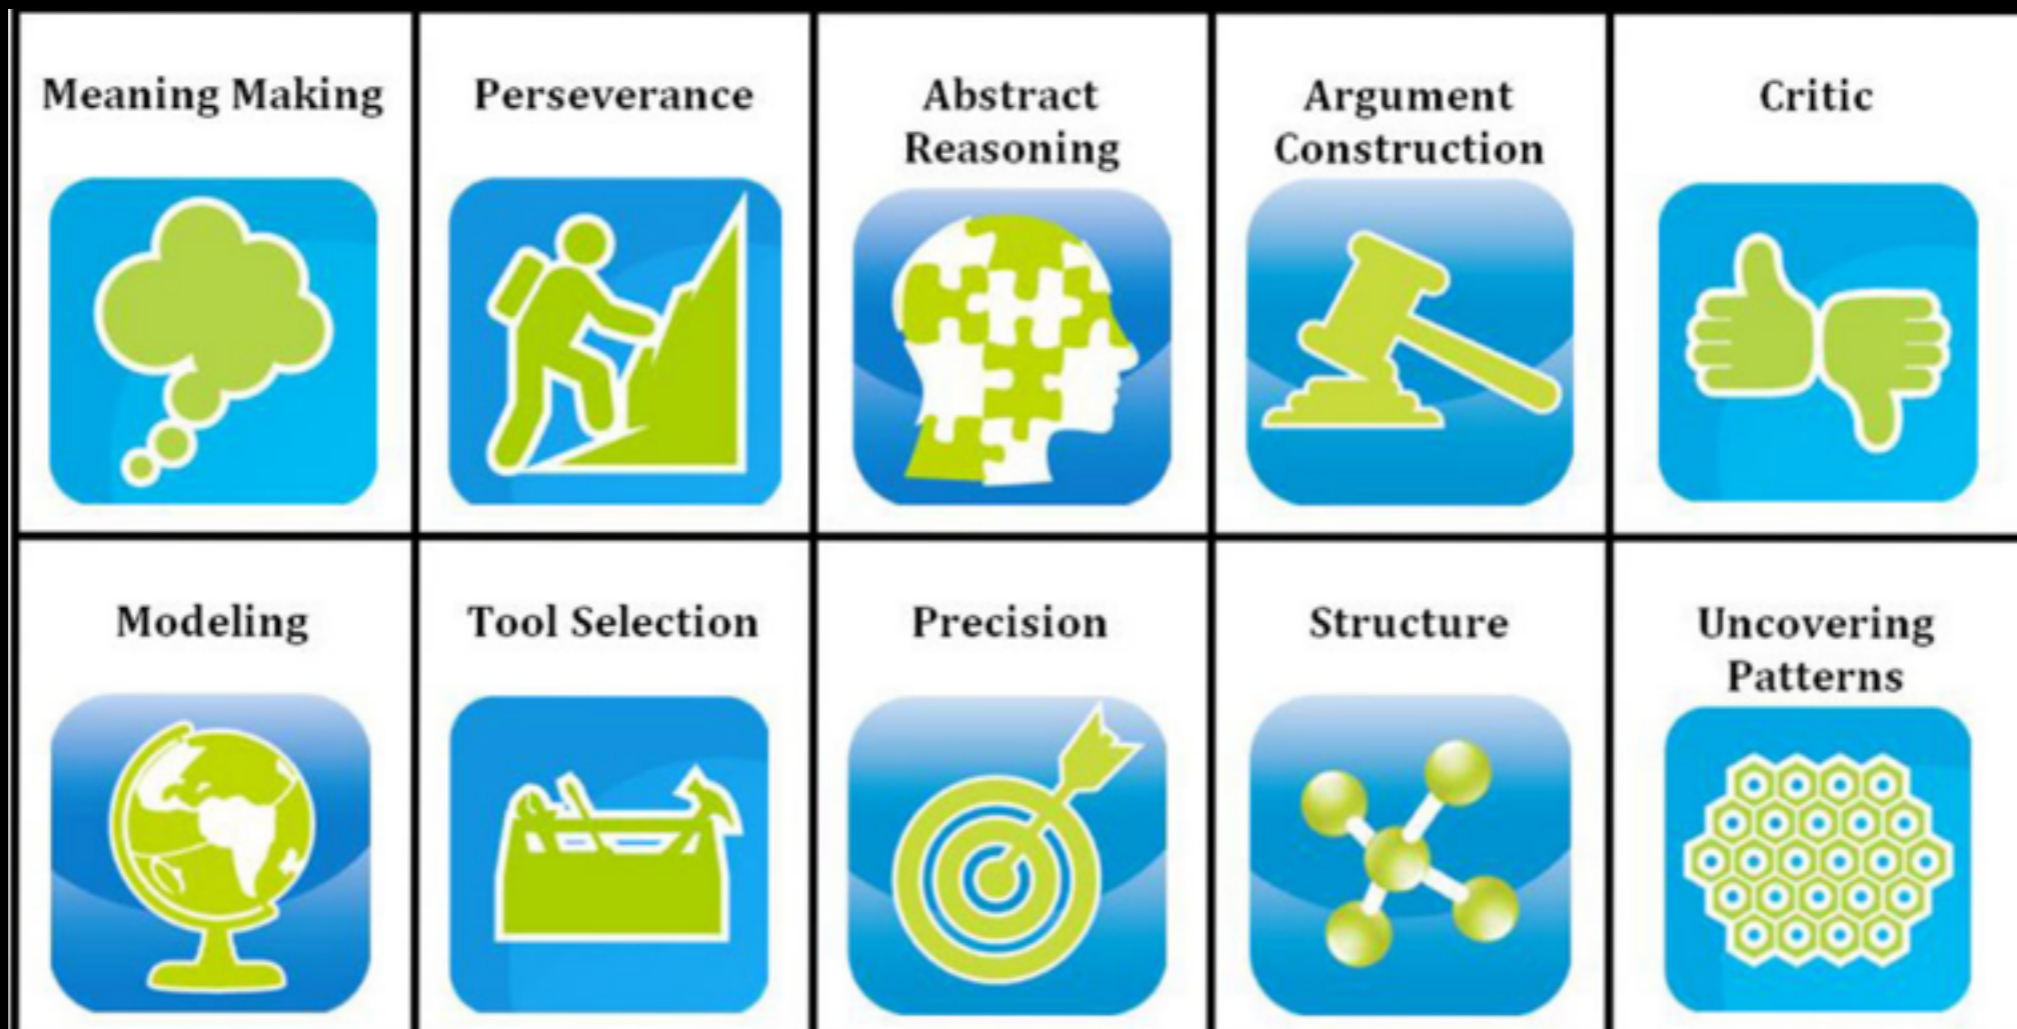 Meaning Making
Perseverance
Abstract
Reasoning
Argument
Construction
Critic
Modeling
Tool Selection
Precision
Structure
Uncovering
Patterns